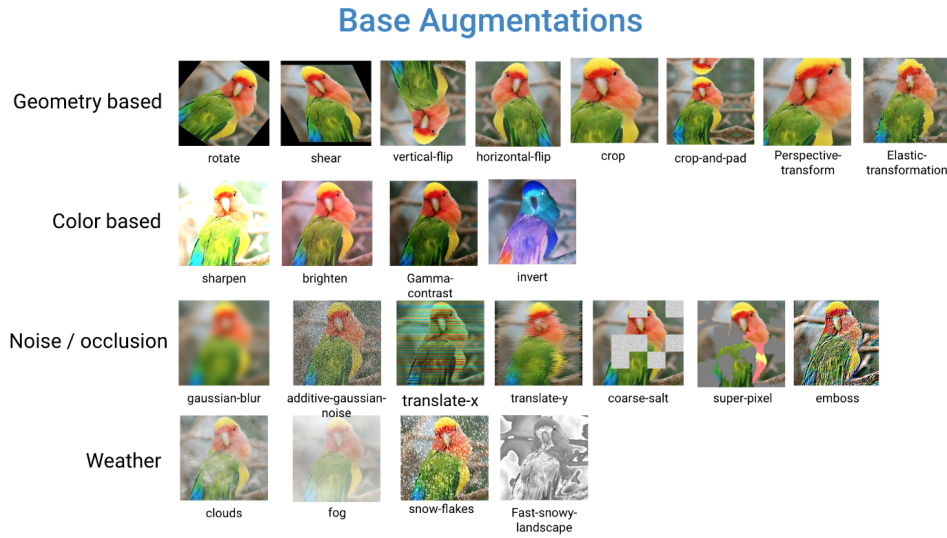 Base Augmentations
Geometry based
rotate
shear
vertical-flip
horizontal-flip
crop
crop-and-pad
Perspective-
transform
Elastic-
transformation
Color based
sharpen
brighten
Gamma-
contrast
invert
Noise / occlusion
gaussian-blur
additive-gaussian-
noise
translate-x
translate-y
coarse-salt
super-pixel
emboss
Weather
clouds
fog
snow-flakes
Fast-snowy-
landscape